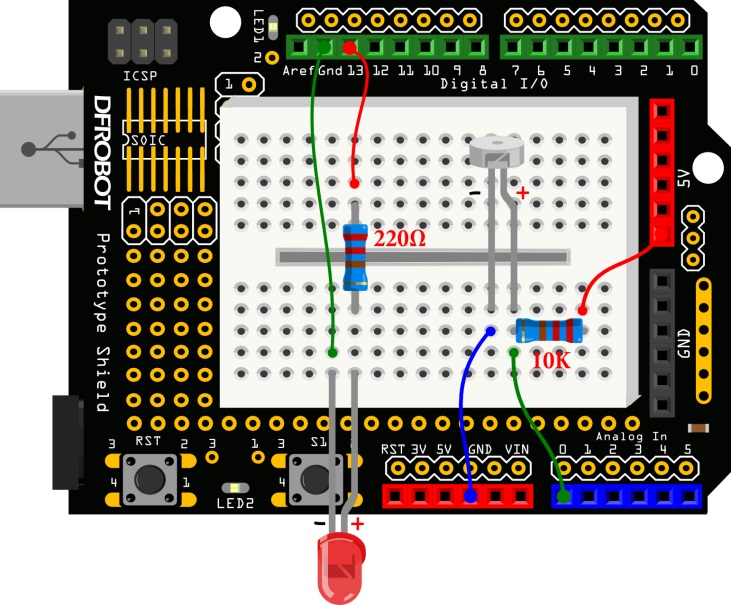 LED1
2
ICSP
Aref Gnd 13 12 11 10 9 8 7 6 5 4 3 2 1 0
Digital I/O
1
SOIC
DFROBOT
Prototype Shield
1
5V
- +
220Ω
10K
GND
3 RST 2
4 1
3
1
3 S1
4
LED2
RST 3V 5V GND VIN
Analog In
0 1 2 3 4 5
- +